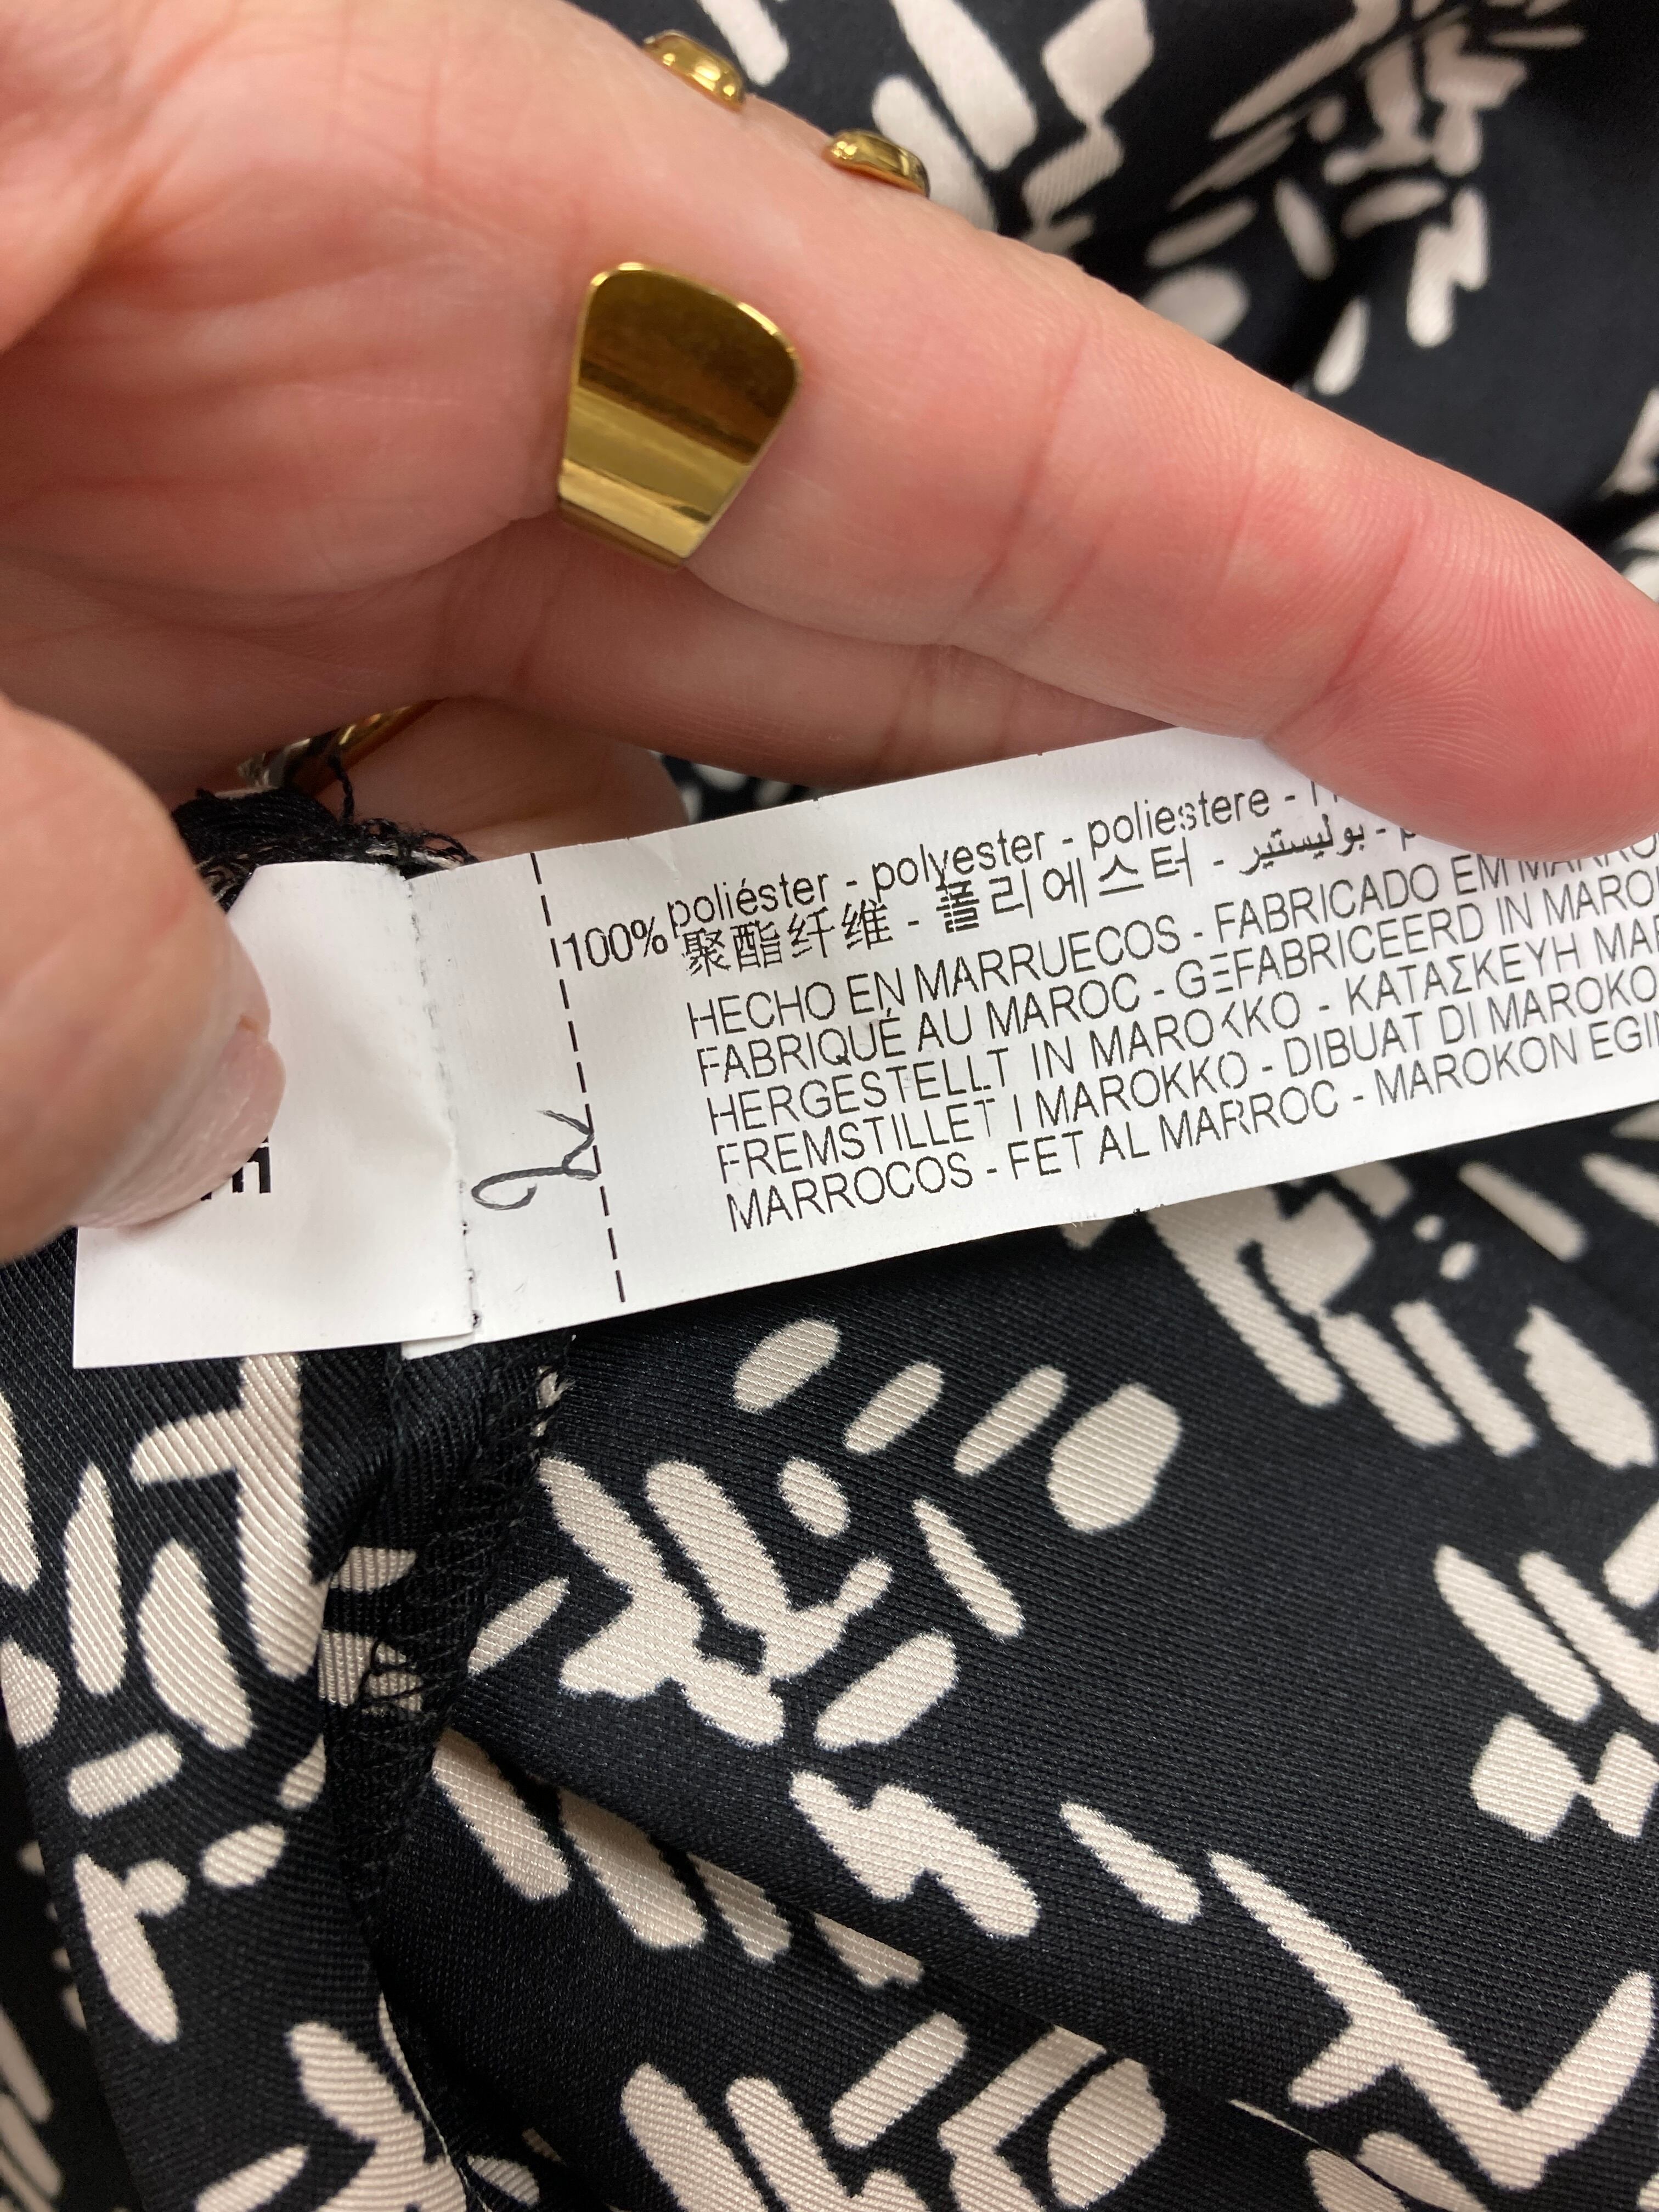 100% poliéster - polyester - poliestere -
聚酯纤维 - 폴리에스터 - بوليستير -
HECHO EN MARRUECOS - FABRICADO EM
FABRIQUÉ AU MAROC - GEFABRICEERD IN
HERGESTELLT IN MAROKKO - ΚΑΤΑΣΚΕΥΗ
FREMSTILLET I MAROKKO - DIBUAT DI MAROKO
MARROCOS - FET AL MARROC - MAROKON